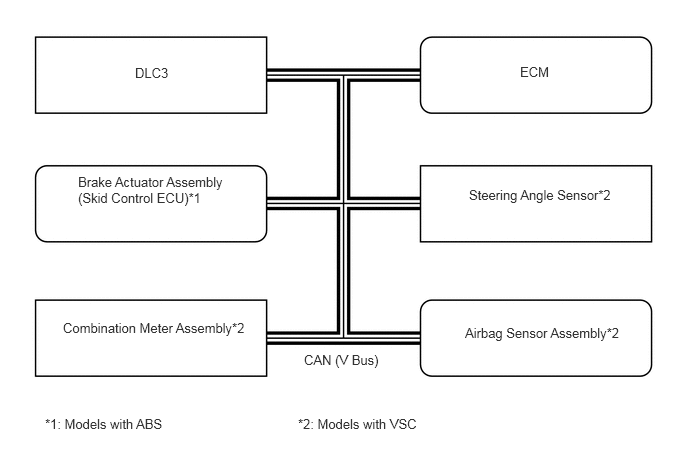 DLC3
ECM
Brake Actuator Assembly
(Skid Control ECU)*1
Steering Angle Sensor*2
Combination Meter Assembly*2
Airbag Sensor Assembly*2
CAN (V Bus)
*1: Models with ABS
*2: Models with VSC